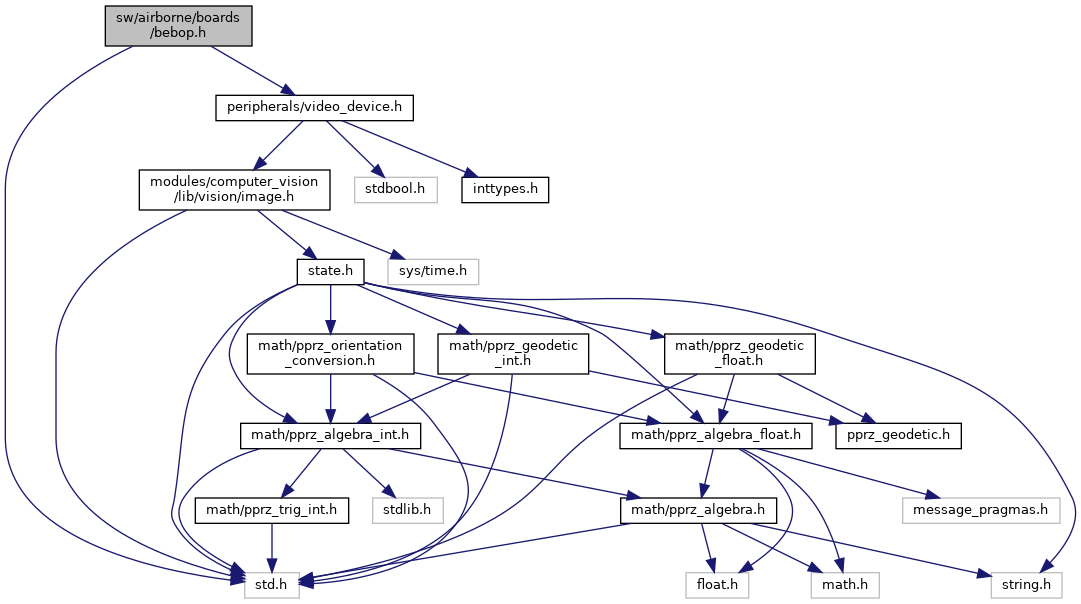 sw/airborne/boards
/bebop.h
peripherals/video_device.h
modules/computer_vision
/lib/vision/image.h
stdbool.h
inttypes.h
state.h
sys/time.h
math/pprz_orientation
_conversion.h
math/pprz_geodetic
_int.h
math/pprz_geodetic
_float.h
math/pprz_algebra_int.h
math/pprz_algebra_float.h
pprz_geodetic.h
math/pprz_trig_int.h
stdlib.h
math/pprz_algebra.h
message_pragmas.h
std.h
float.h
math.h
string.h